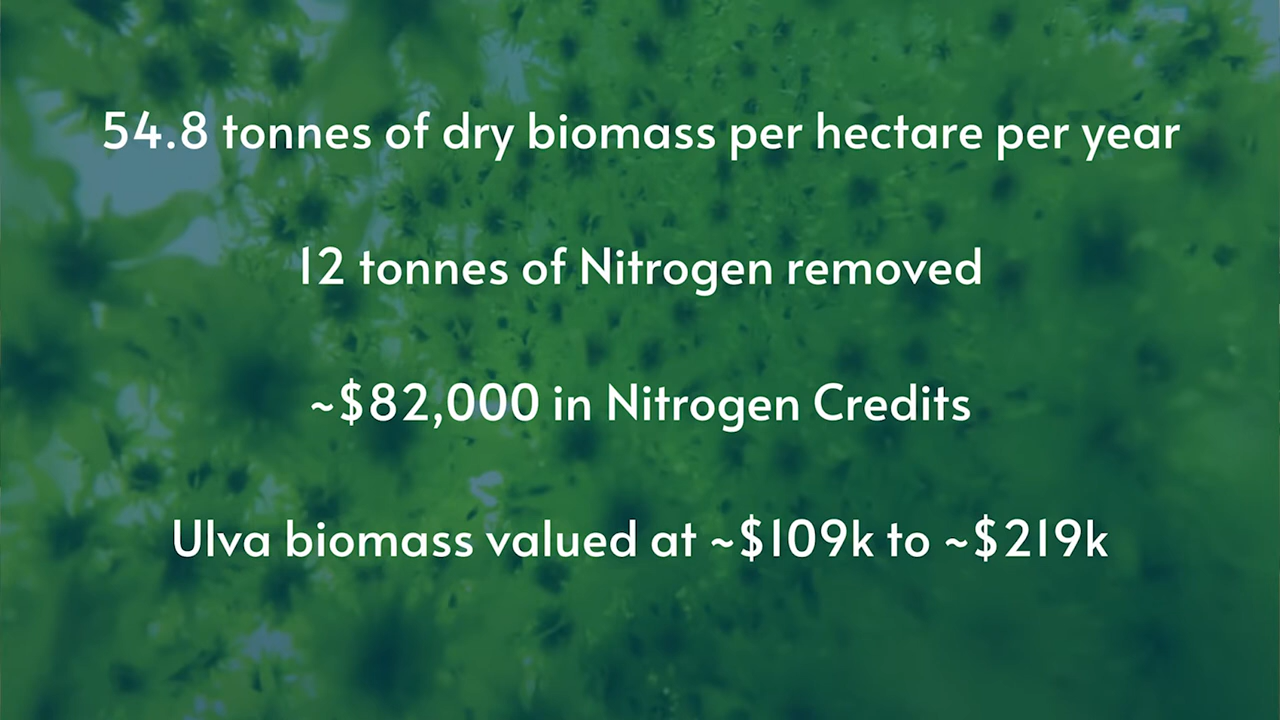 54.8 tonnes of dry biomass per hectare per year
12 tonnes of Nitrogen removed
~$82,000 in Nitrogen Credits
Ulva biomass valued at ~$109k to ~$219k